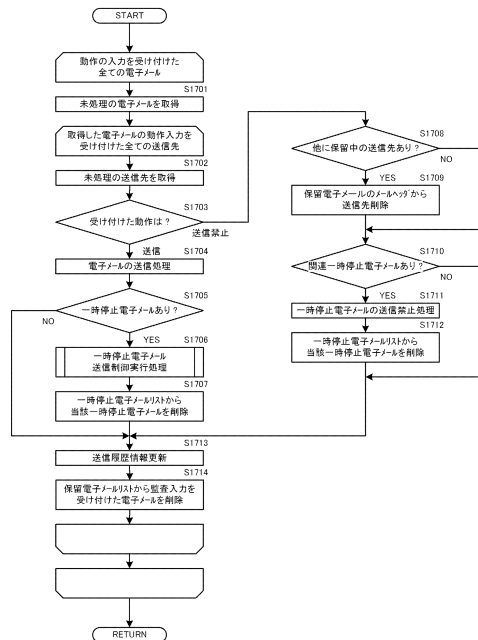 START
動作の入力を受け付けた
全ての電子メール
S1701
未処理の電子メールを取得
取得した電子メールの動作入力を
受け付けた全ての送信先
S1702
未処理の送信先を取得
S1703
受け付けた動作は？
送信禁止
送信
S1704
電子メールの送信処理
S1705
一時停止電子メールあり？
NO
YES
S1706
一時停止電子メール
送信制御実行処理
S1707
一時停止電子メールリストから
当該一時停止電子メールを削除
S1708
他に保留中の送信先あり？
NO
YES
S1709
保留電子メールのメールヘッダから
送信先削除
S1710
関連一時停止電子メールあり？
NO
YES
S1711
一時停止電子メールの送信禁止処理
S1712
一時停止電子メールリストから
当該一時停止電子メールを削除
S1713
送信履歴情報更新
S1714
保留電子メールリストから監査入力を
受け付けた電子メールを削除
RETURN